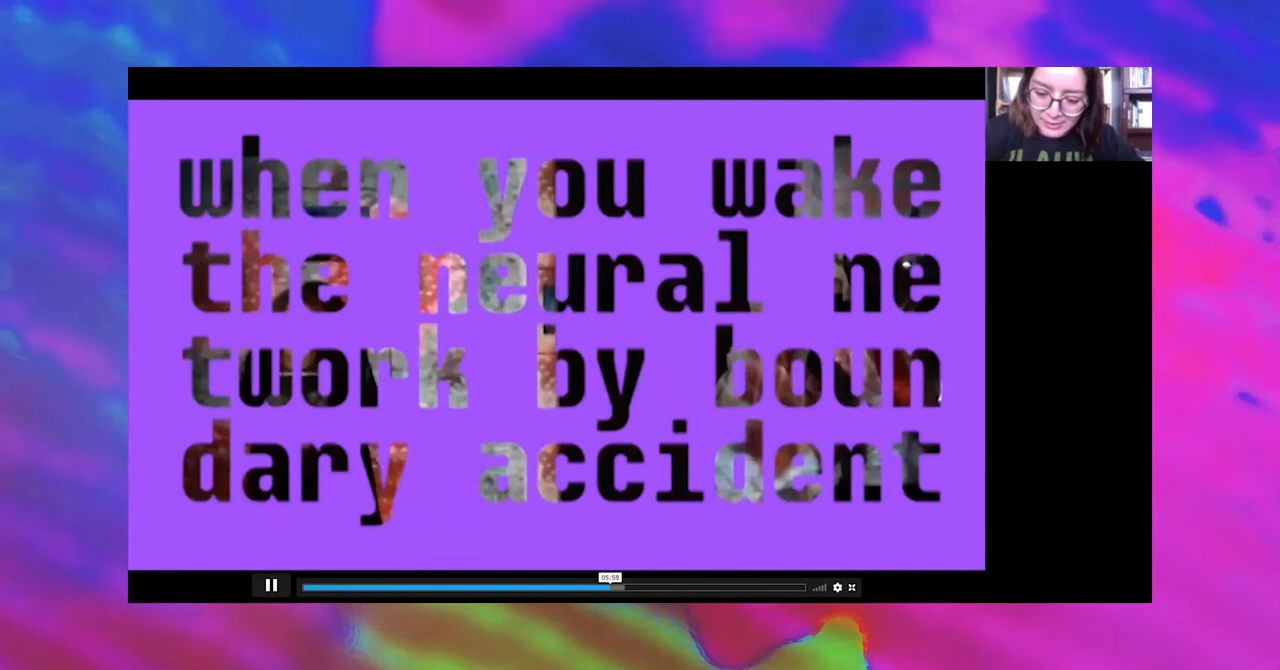 when you wake
the neural ne
twork by boun
dary accident
05:59